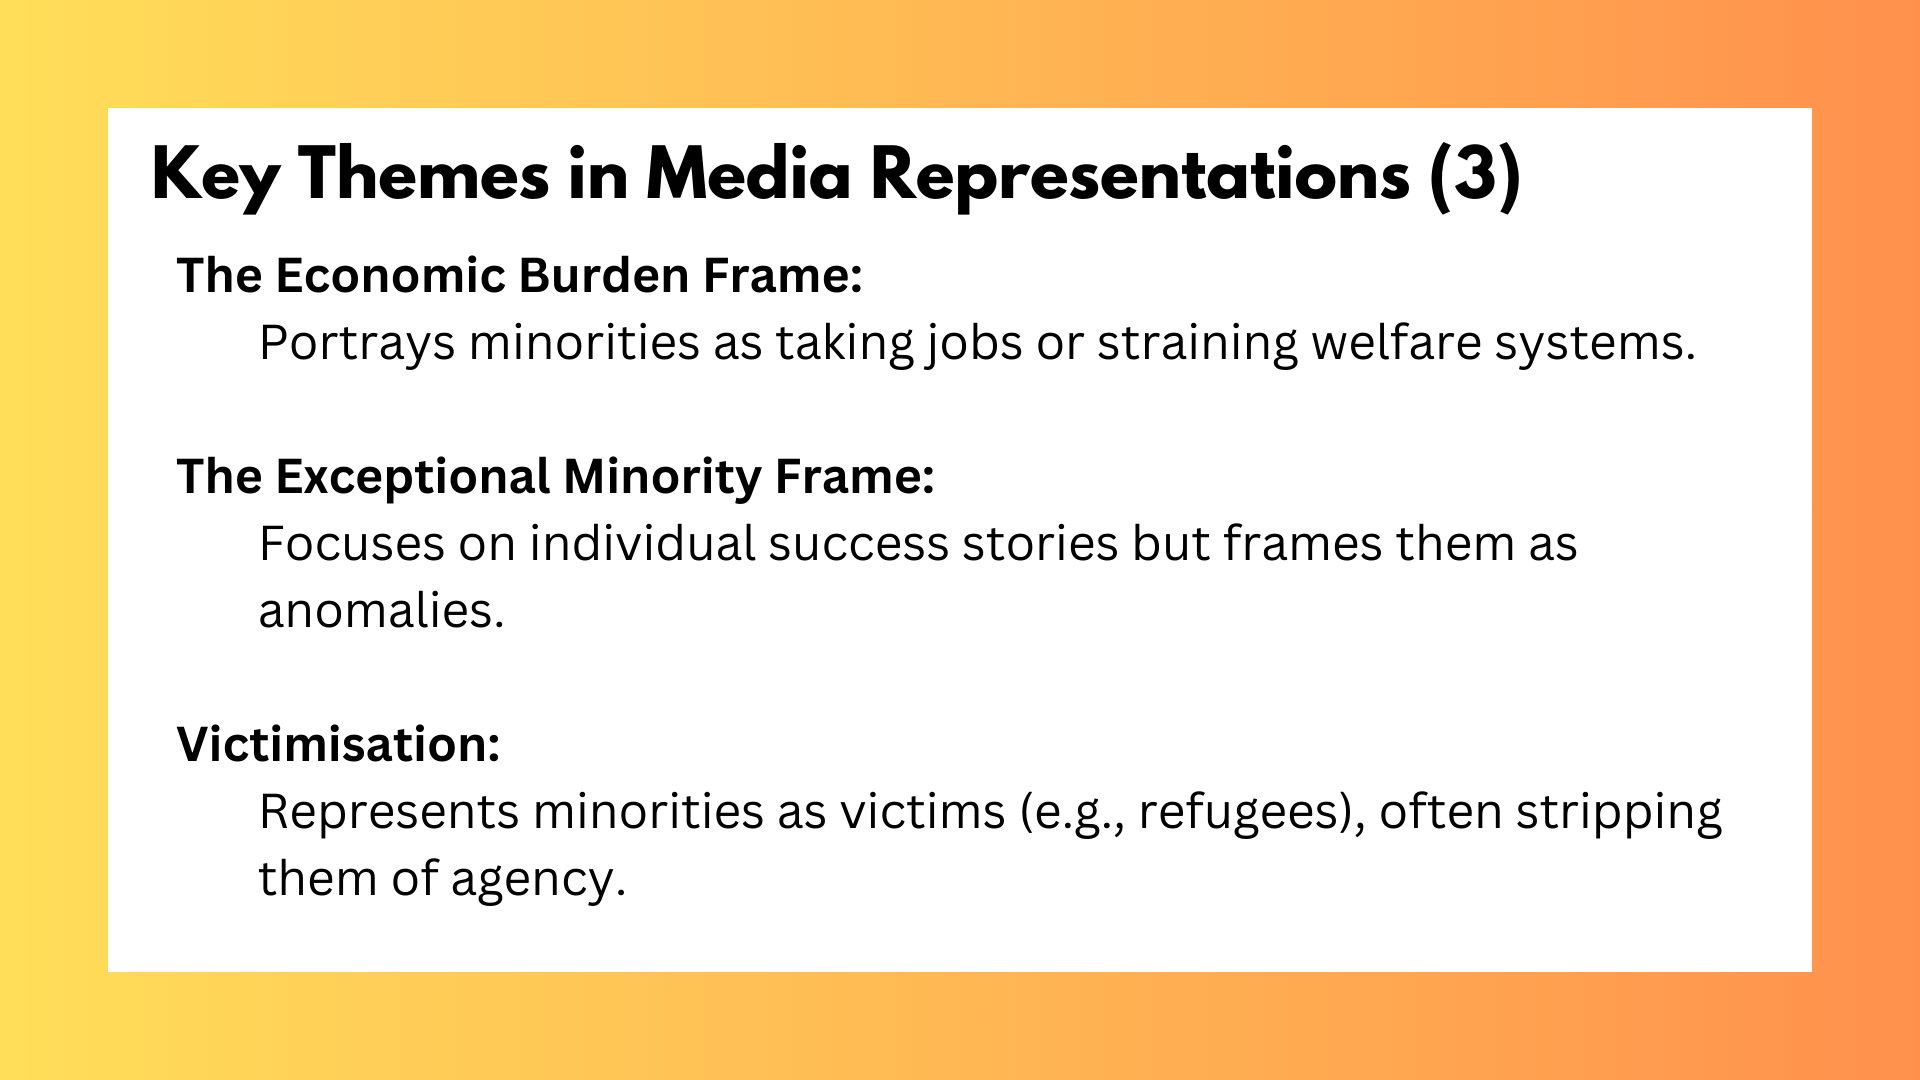 Key Themes in Media Representations (3)
The Economic Burden Frame:
Portrays minorities as taking jobs or straining welfare systems.
The Exceptional Minority Frame:
Focuses on individual success stories but frames them as
anomalies.
Victimisation:
Represents minorities as victims (e.g., refugees), often stripping
them of agency.